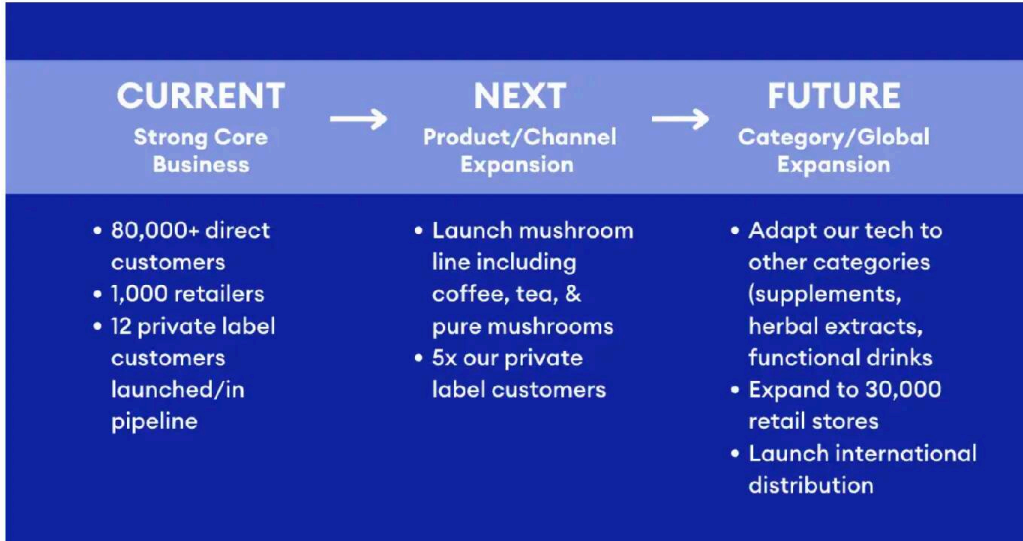 CURRENT
Strong Core
Business
• 80,000+ direct
customers
• 1,000 retailers
• 12 private label
customers
launched/in
pipeline
NEXT
Product/Channel
Expansion
• Launch mushroom
line including
coffee, tea, &
pure mushrooms
• 5x our private
label customers
FUTURE
Category/Global
Expansion
• Adapt our tech to
other categories
(supplements,
herbal extracts,
functional drinks
• Expand to 30,000
retail stores
• Launch international
distribution